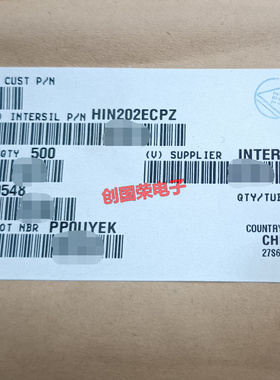 CUST P/N
INTERSIL P/N HIN202ECPZ
QTY 500
(V) SUPPLIER INTER
548
创国荣电子
QTY/TU
OT NBR PP0UYEK
COUNTRY
CH
27S6